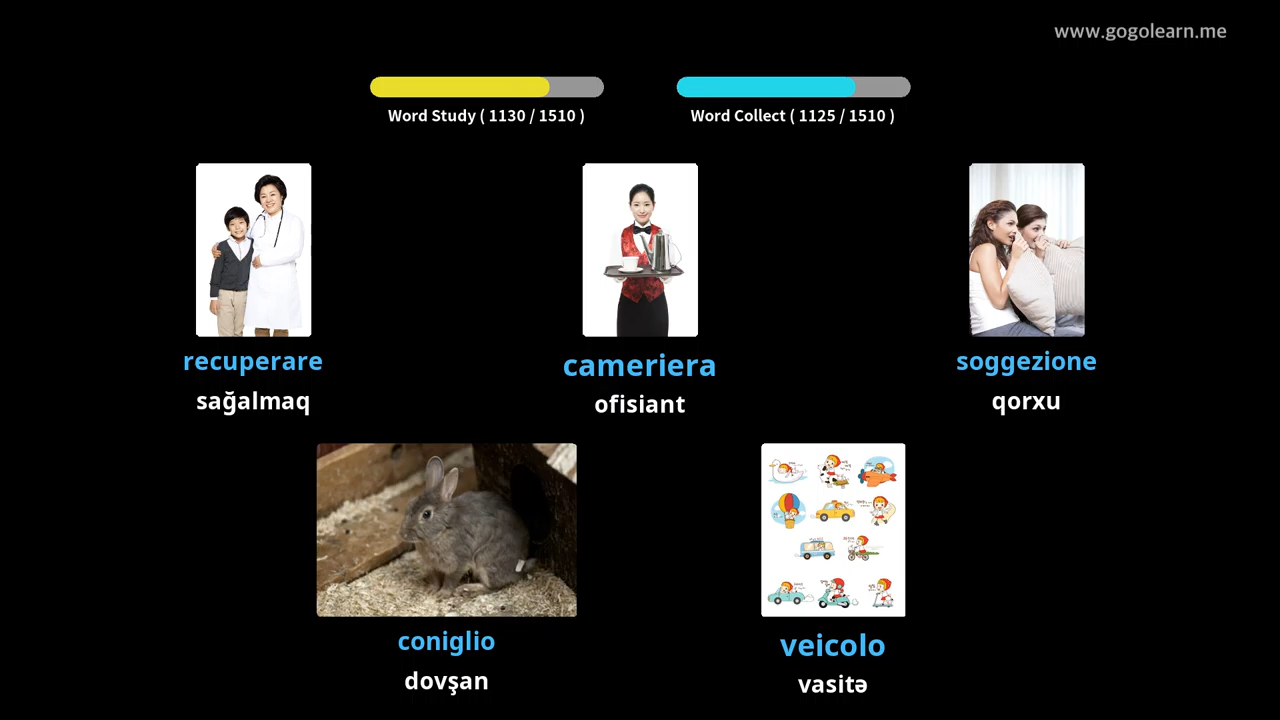 www.gogolearn.me
Word Study ( 1130 / 1510 )
Word Collect ( 1125 / 1510 )
recuperare
sağalmaq
cameriera
ofisiant
soggezione
qorxu
coniglio
dovşan
veicolo
vasitə